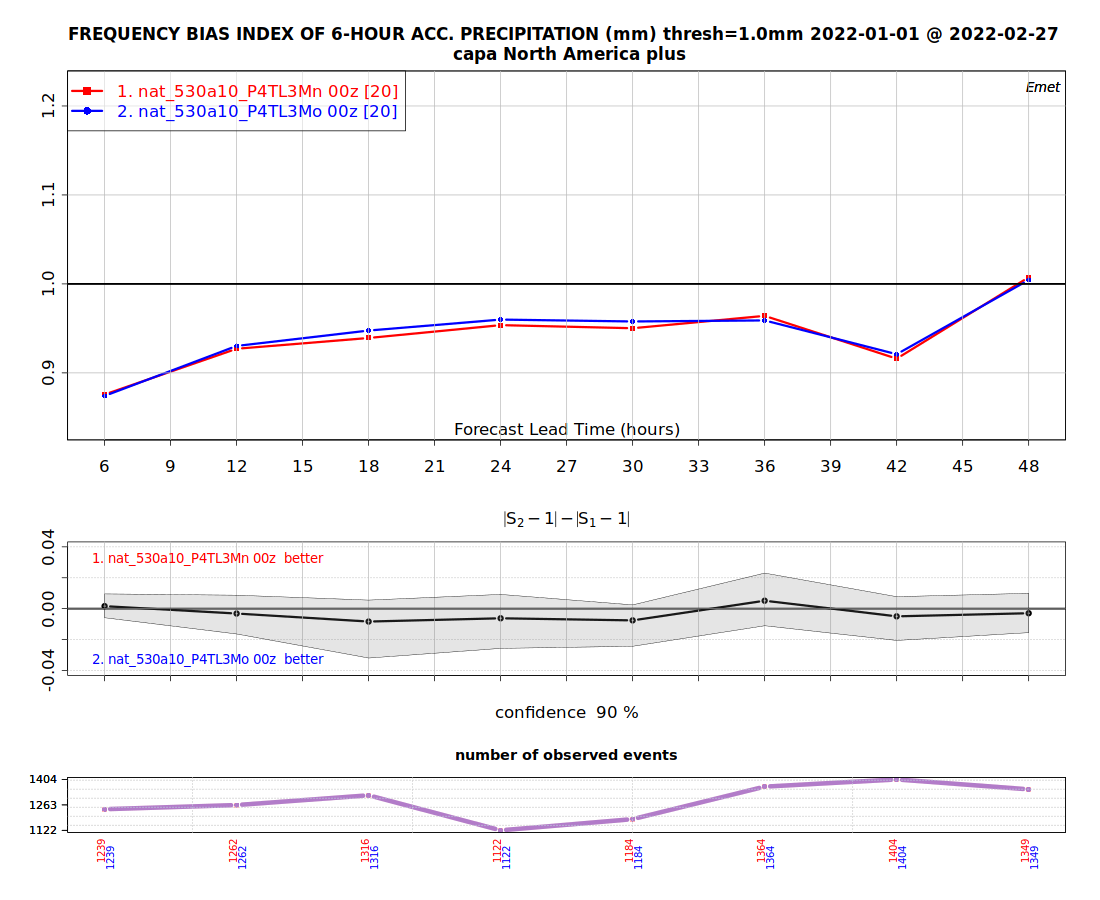 FREQUENCY BIAS INDEX OF 6-HOUR ACC. PRECIPITATION (mm) thresh=1.0mm 2022-01-01 @ 2022-02-27
capa North America plus
Emet
1. nat_530a10_P4TL3Mn 00z [20]
2. nat_530a10_P4TL3Mo 00z [20]
1.2
1.1
1.0
0.9
Forecast Lead Time (hours)
6 9 12 15 18 21 24 27 30 33 36 39 42 45 48
|S2 − 1| − |S1 − 1|
0.04
0.00
-0.04
1. nat_530a10_P4TL3Mn 00z better
2. nat_530a10_P4TL3Mo 00z better
confidence 90 %
number of observed events
1404
1263
1122
1239 1262 1316 1122 1184 1364 1404 1349
1239 1262 1316 1122 1184 1364 1404 1349